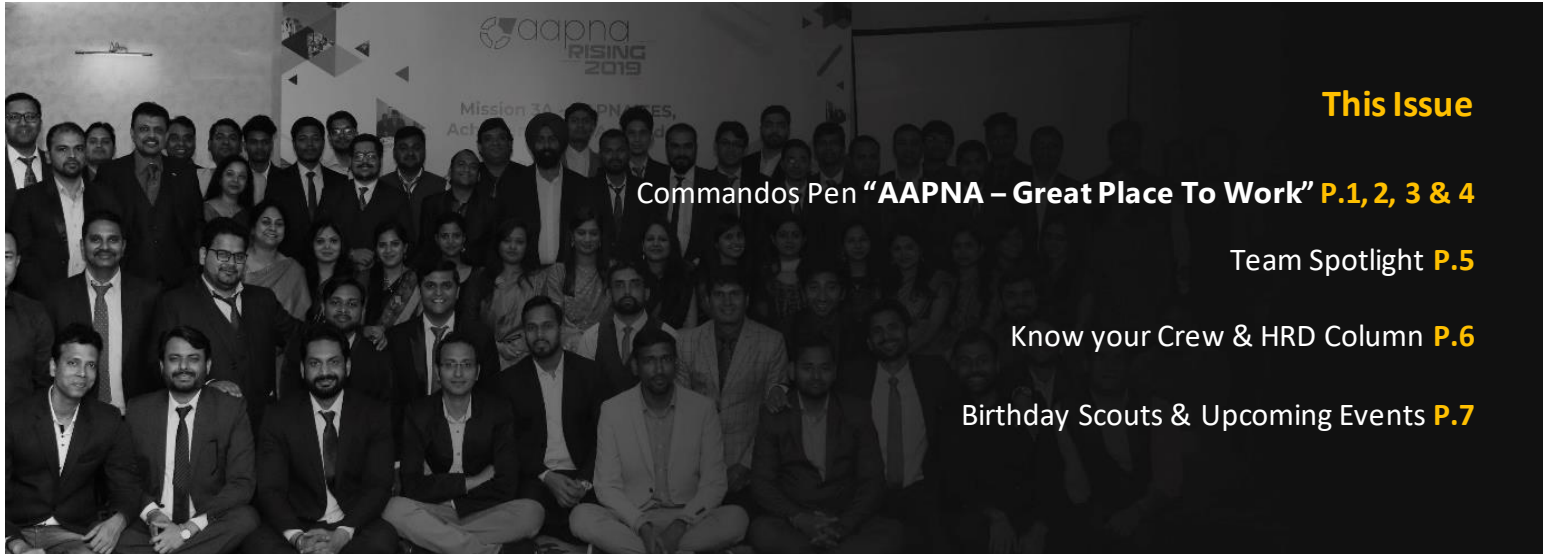 aapna
RISING
2019
Mission 3A
This Issue
Commandos Pen “AAPNA – Great Place To Work” P.1, 2, 3 & 4
Team Spotlight P.5
Know your Crew & HRD Column P.6
Birthday Scouts & Upcoming Events P.7